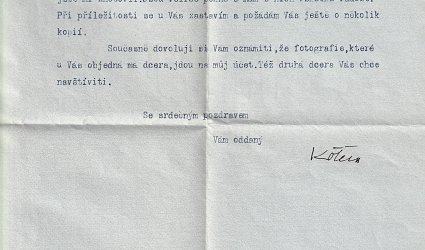 Při příležitosti se u Vás zastavím a požádám Vás ještě o několik
kopií.
Současně dovoluji si Vám oznámiti,že fotografie,které
u Vás objedná má dcera,jdou na můj účet.Též druhá dcera Vás chce
navštíviti.
Se srdečným pozdravem
Vám oddaný